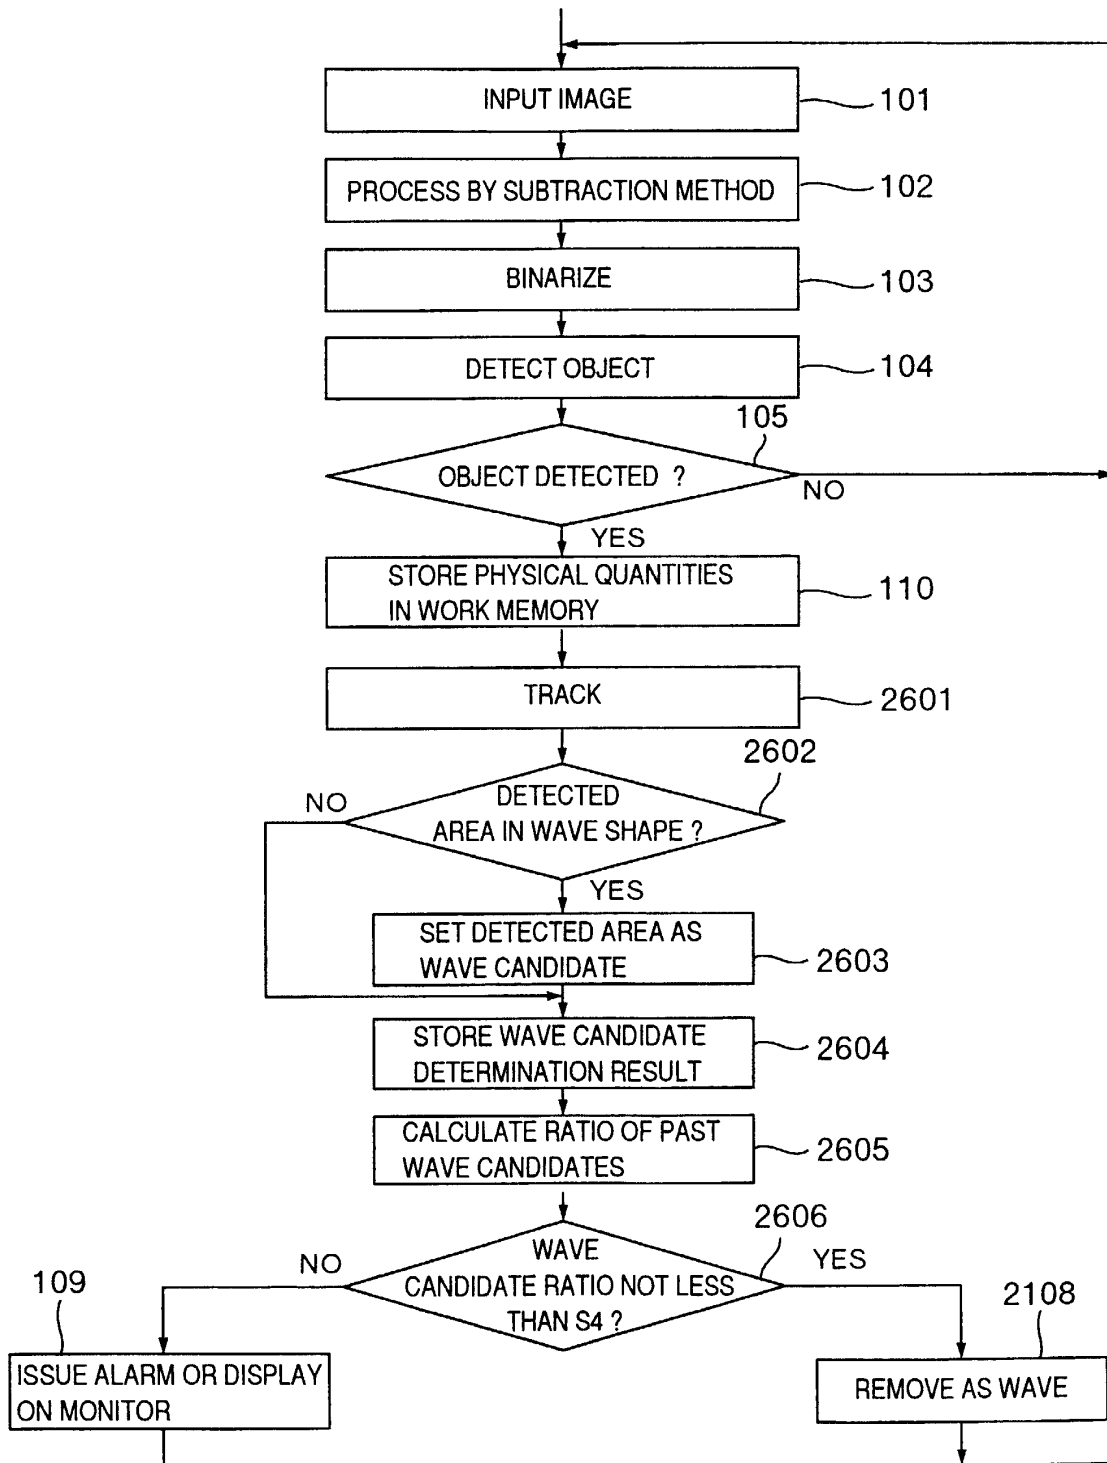 INPUT IMAGE
101
PROCESS BY SUBTRACTION METHOD
102
BINARIZE
103
DETECT OBJECT
104
105
OBJECT DETECTED ?
NO
YES
STORE PHYSICAL QUANTITIES
IN WORK MEMORY
110
TRACK
2601
2602
NO
DETECTED
AREA IN WAVE SHAPE ?
YES
SET DETECTED AREA AS
WAVE CANDIDATE
2603
STORE WAVE CANDIDATE
DETERMINATION RESULT
2604
CALCULATE RATIO OF PAST
WAVE CANDIDATES
2605
2606
NO
WAVE
CANDIDATE RATIO NOT LESS
THAN S4 ?
YES
109
2108
ISSUE ALARM OR DISPLAY
ON MONITOR
REMOVE AS WAVE